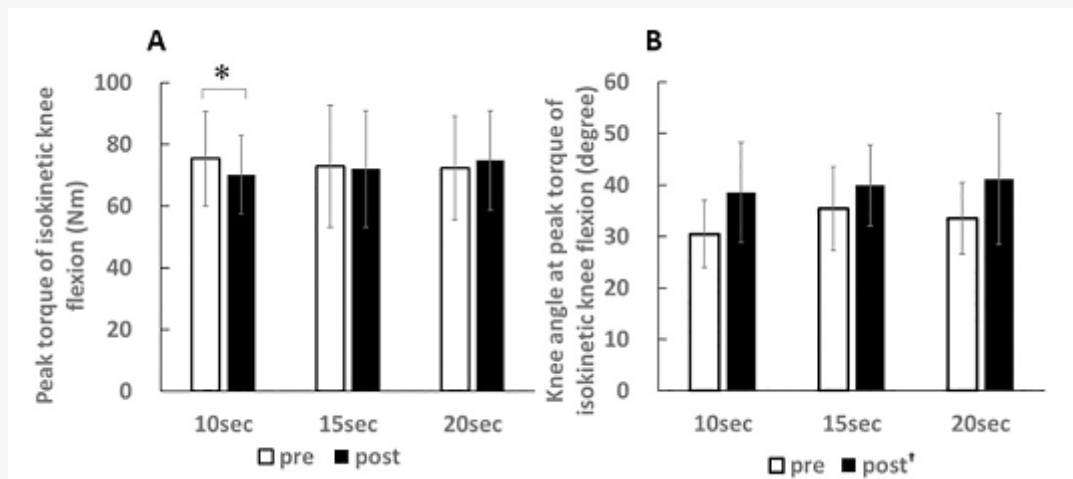 A
Peak torque of isokinetic knee
flexion (Nm)
100
80
60
40
20
0
*
10sec
15sec
20sec
pre
post
B
Knee angle at peak torque of
isokinetic knee flexion (degree)
60
50
40
30
20
10
0
10sec
15sec
20sec
pre
post†